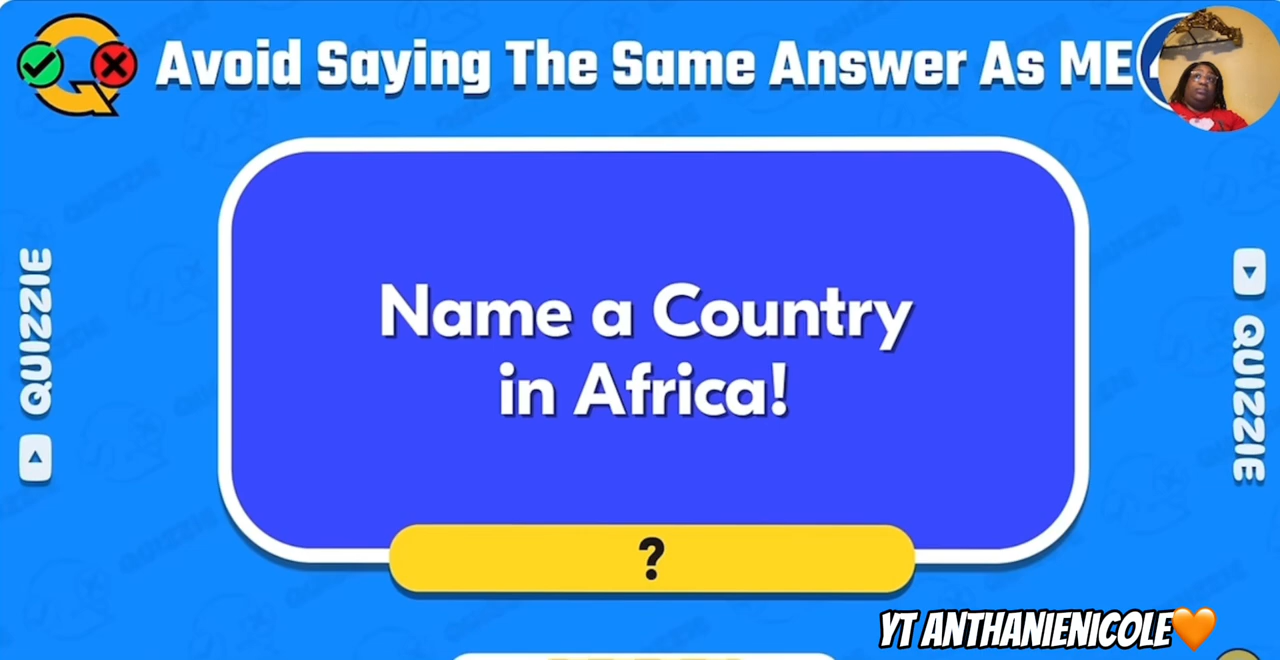 Avoid Saying The Same Answer As ME
QUIZZIE
Name a Country
in Africa!
QUIZZIE
?
YT ANTHANIENICOLE🧡